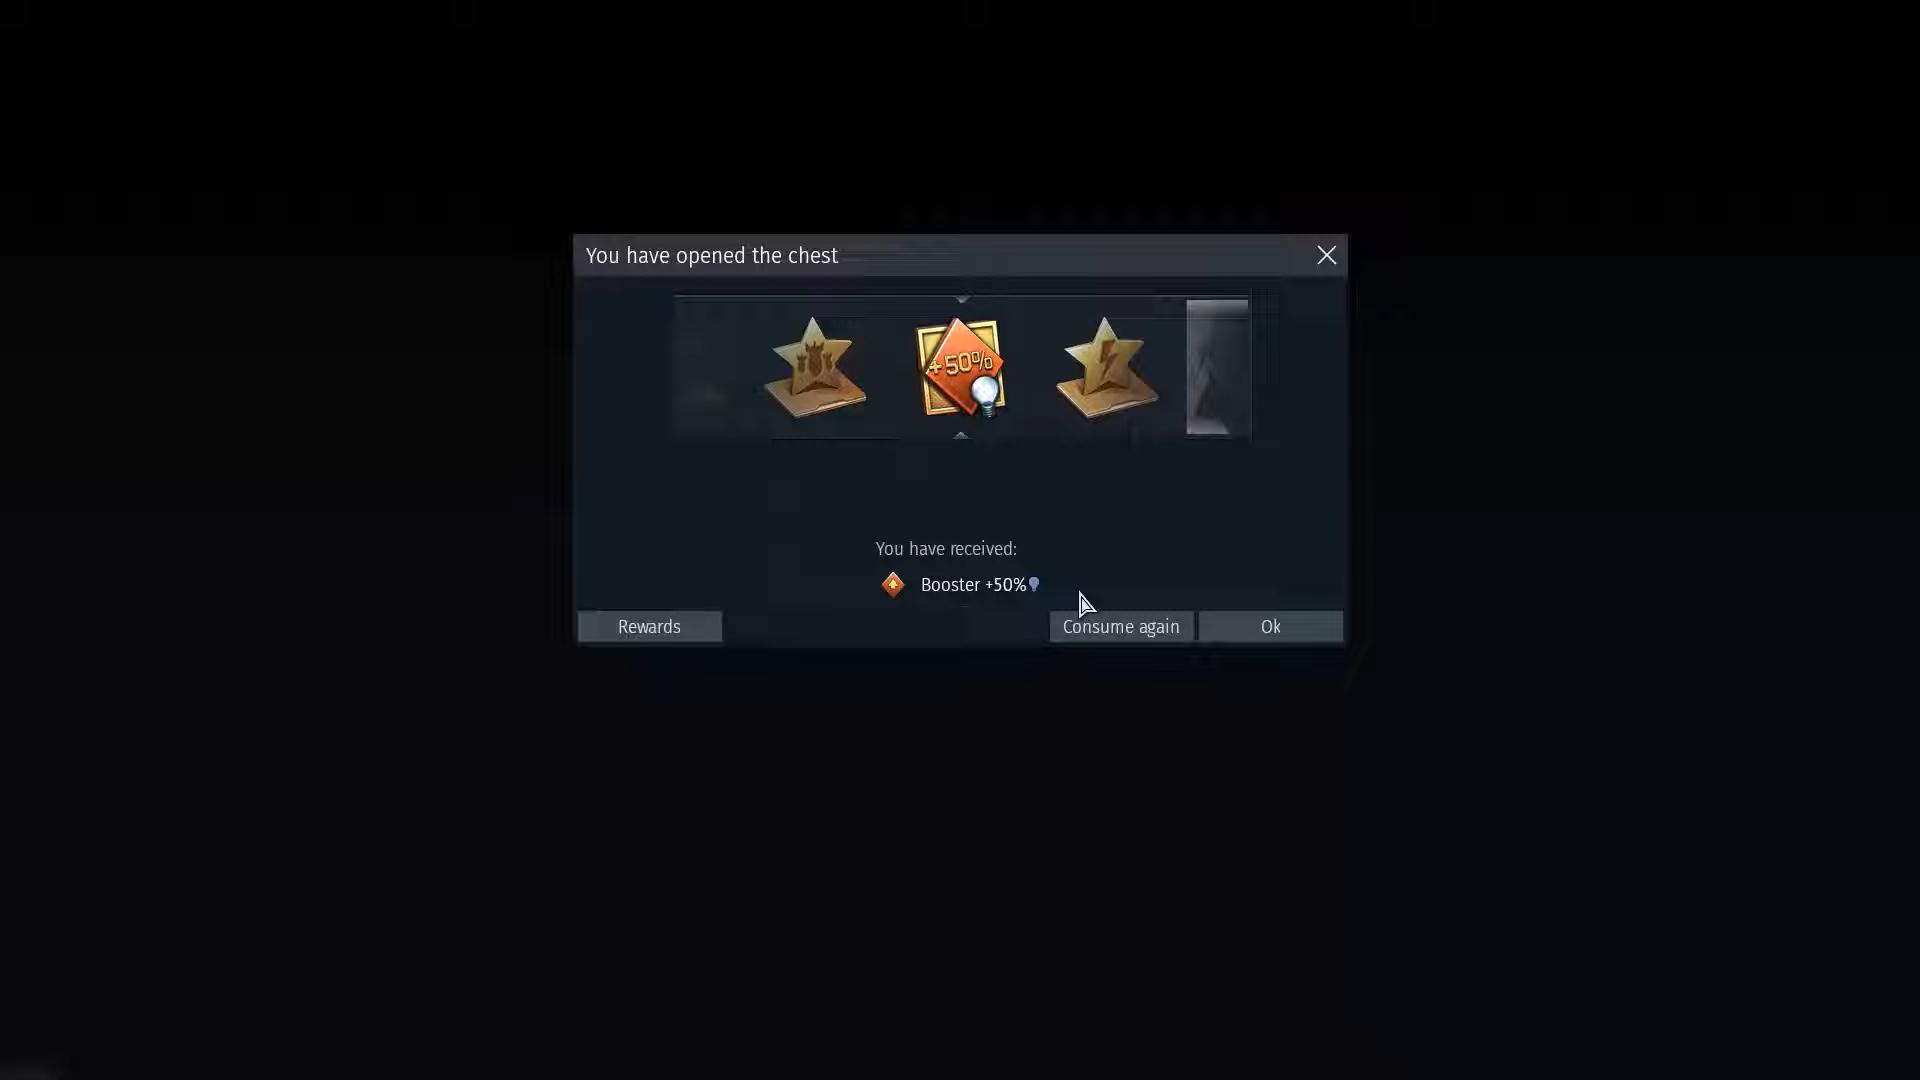 You have opened the chest
+50%
You have received:
Booster +50%
Rewards
Consume again
Ok